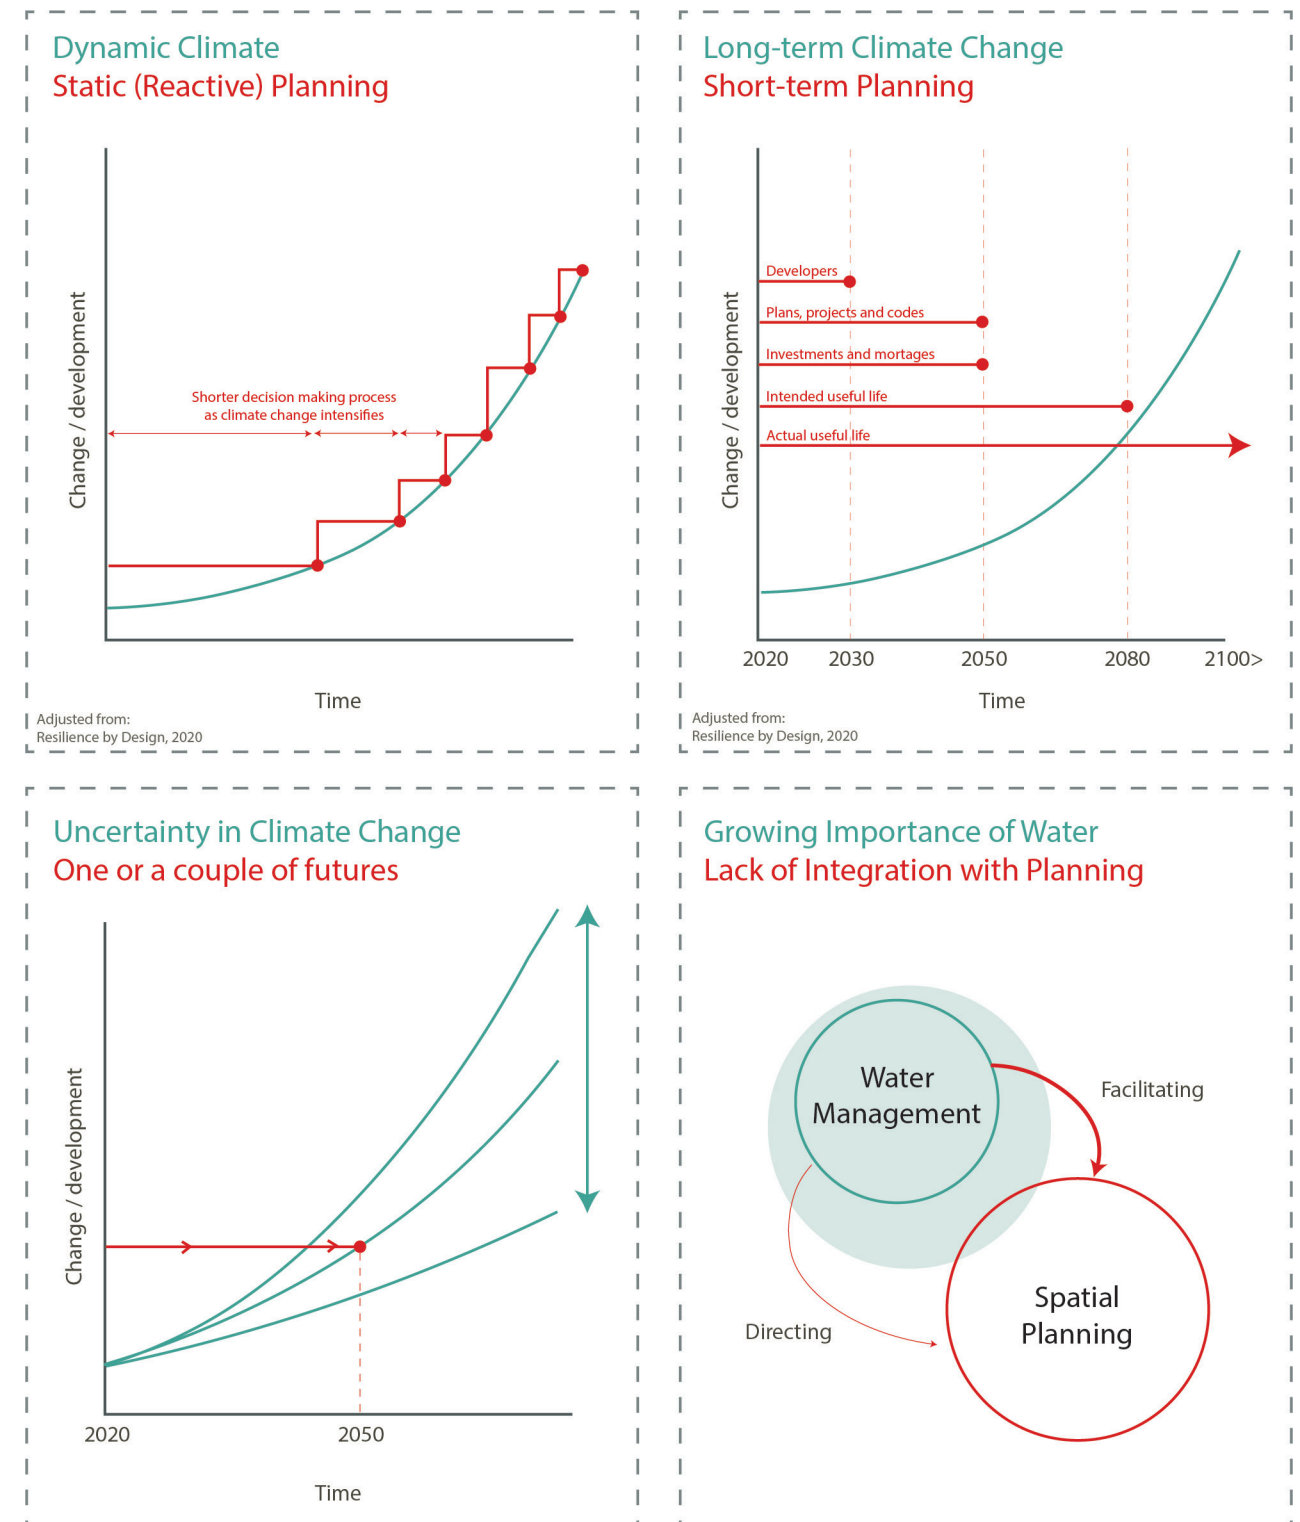 Dynamic Climate
Static (Reactive) Planning
Change / development
Shorter decision making process
as climate change intensifies
Time
Adjusted from:
Resilience by Design, 2020
Long-term Climate Change
Short-term Planning
Change / development
Developers
Plans, projects and codes
Investments and mortages
Intended useful life
Actual useful life
2020 2030 2050 2080 2100>
Time
Adjusted from:
Resilience by Design, 2020
Uncertainty in Climate Change
One or a couple of futures
Change / development
2020 2050
Time
Growing Importance of Water
Lack of Integration with Planning
Water
Management
Facilitating
Spatial
Planning
Directing